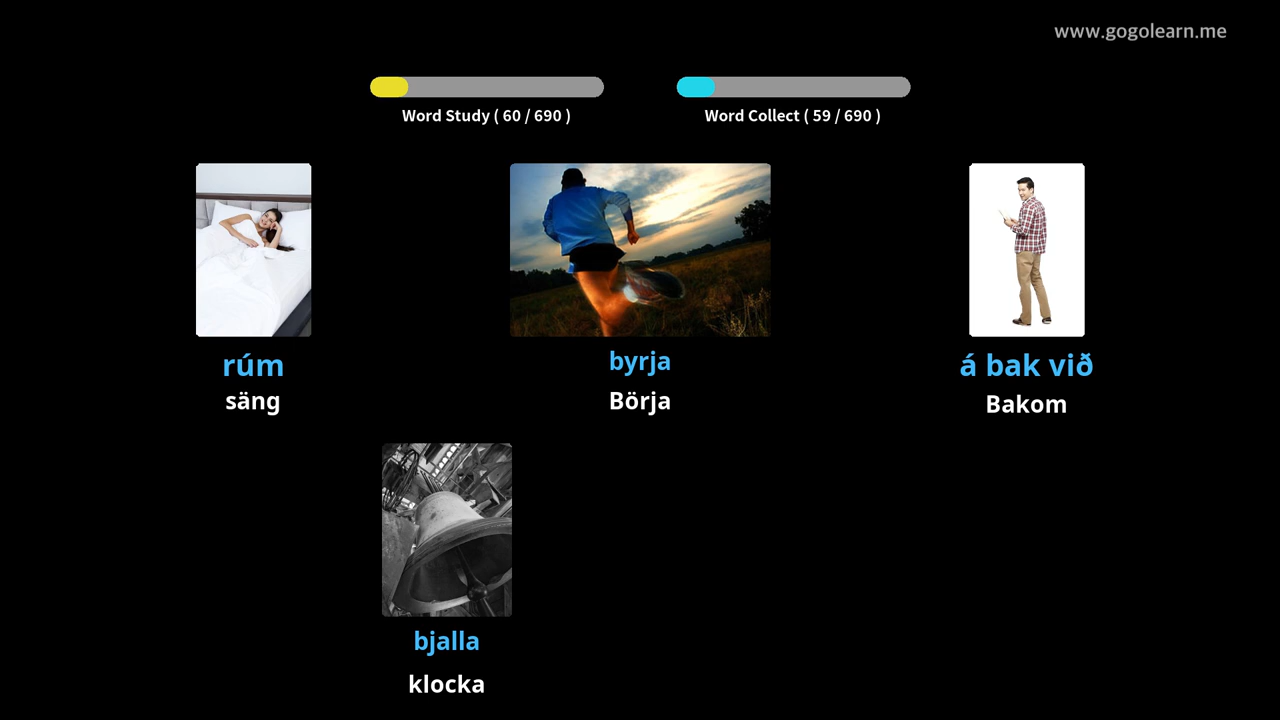 www.gogolearn.me
Word Study ( 60 / 690 )
Word Collect ( 59 / 690 )
rúm
säng
byrja
Börja
á bak við
Bakom
bjalla
klocka